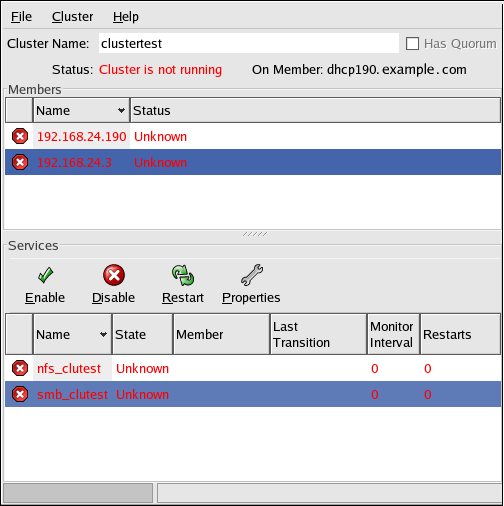 File Cluster Help
Cluster Name: clustertest Has Quorum
Status: Cluster is not running On Member: dhcp190.example.com
Members
Name Status
192.168.24.190 Unknown
192.168.24.3 Unknown
Services
Enable Disable Restart Properties
Name State Member Last Transition Monitor Interval Restarts
nfs_clutest Unknown 0 0
smb_clutest Unknown 0 0